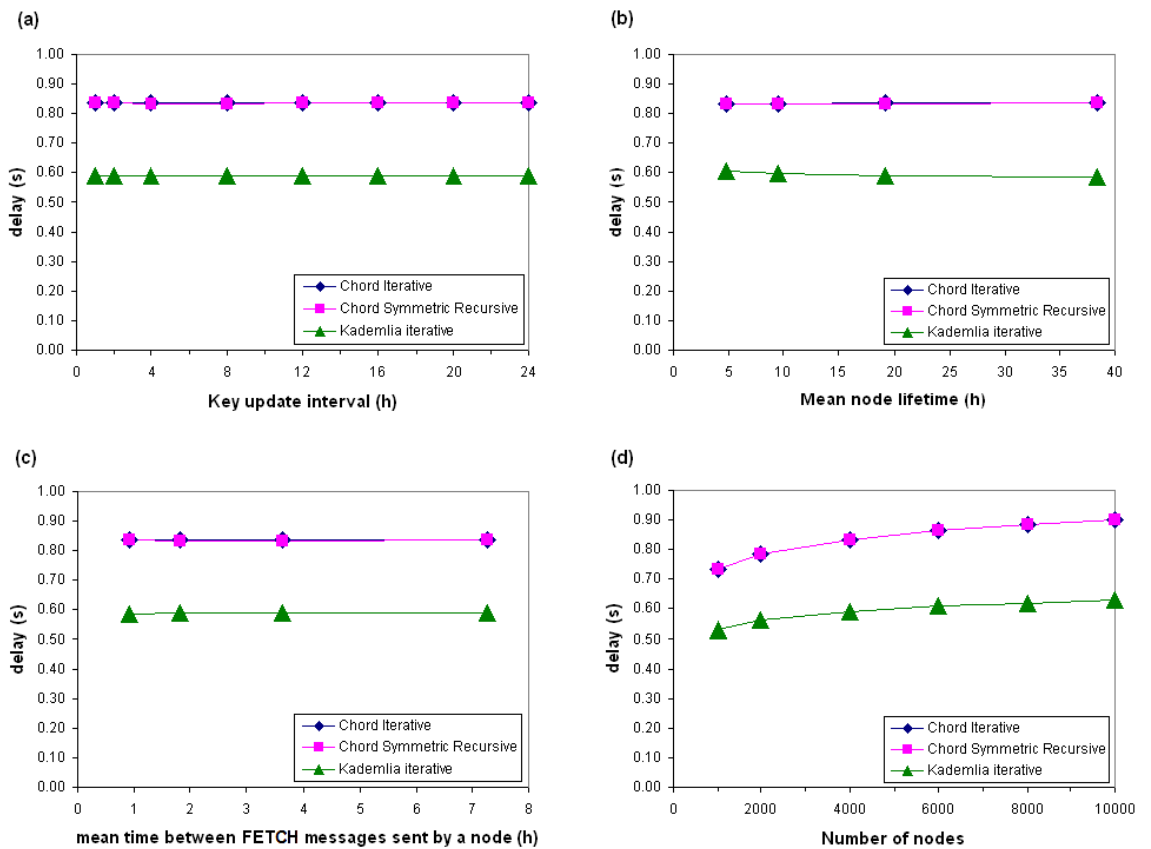 (a)
1.00
0.90
0.80
0.70
0.60
0.50
0.40
0.30
0.20
0.10
0.00
delay (s)
Chord Iterative
Chord Symmetric Recursive
Kademlia iterative
0 4 8 12 16 20 24
Key update interval (h)
(b)
1.00
0.90
0.80
0.70
0.60
0.50
0.40
0.30
0.20
0.10
0.00
delay (s)
Chord Iterative
Chord Symmetric Recursive
Kademlia iterative
0 5 10 15 20 25 30 35 40
Mean node lifetime (h)
(c)
1.00
0.90
0.80
0.70
0.60
0.50
0.40
0.30
0.20
0.10
0.00
delay (s)
Chord Iterative
Chord Symmetric Recursive
Kademlia iterative
0 1 2 3 4 5 6 7 8
mean time between FETCH messages sent by a node (h)
(d)
1.00
0.90
0.80
0.70
0.60
0.50
0.40
0.30
0.20
0.10
0.00
delay (s)
Chord Iterative
Chord Symmetric Recursive
Kademlia iterative
0 2000 4000 6000 8000 10000
Number of nodes